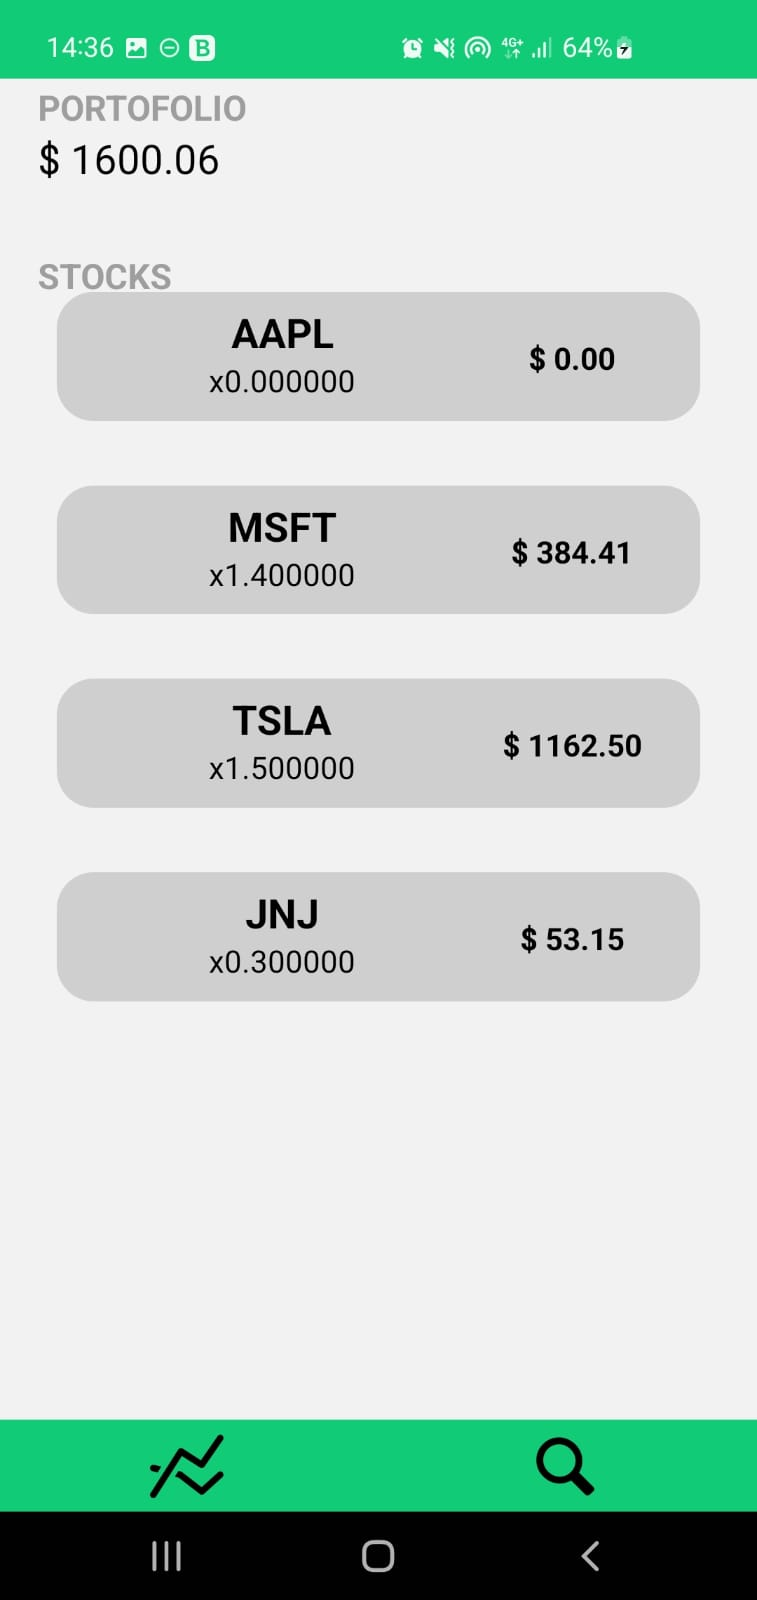 14:36 B 4G+ 64%
PORTOFOLIO
$ 1600.06
STOCKS
AAPL
x0.000000
$ 0.00
MSFT
x1.400000
$ 384.41
TSLA
x1.500000
$ 1162.50
JNJ
x0.300000
$ 53.15